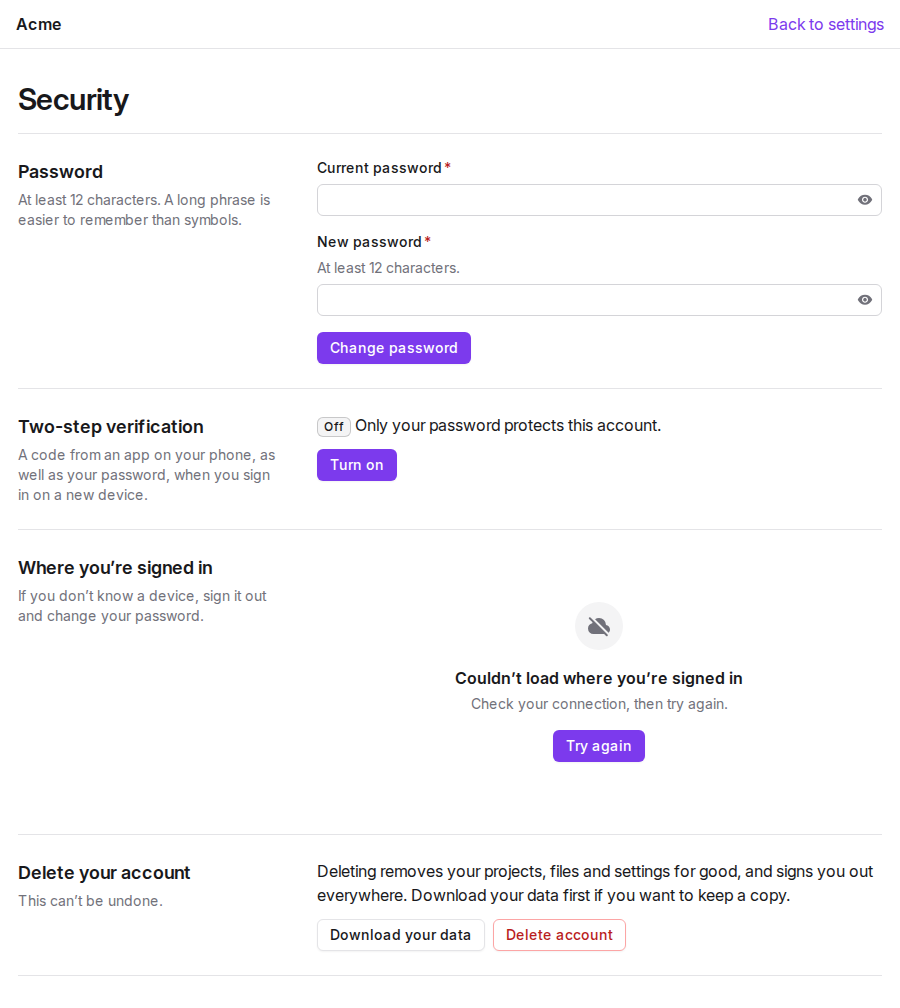 Acme
Back to settings
Security
Password
At least 12 characters. A long phrase is
easier to remember than symbols.
Current password *
New password *
At least 12 characters.
Change password
Two-step verification
A code from an app on your phone, as
well as your password, when you sign
in on a new device.
Off Only your password protects this account.
Turn on
Where you’re signed in
If you don’t know a device, sign it out
and change your password.
Couldn’t load where you’re signed in
Check your connection, then try again.
Try again
Delete your account
This can’t be undone.
Deleting removes your projects, files and settings for good, and signs you out
everywhere. Download your data first if you want to keep a copy.
Download your data
Delete account